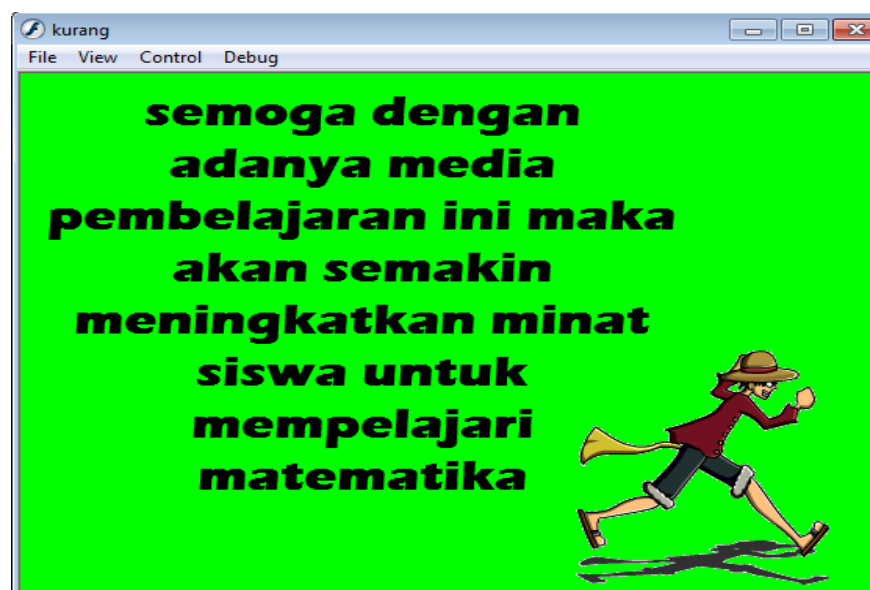 kurang
File View Control Debug
semoga dengan
adanya media
pembelajaran ini maka
akan semakin
meningkatkan minat
siswa untuk
mempelajari
matematika